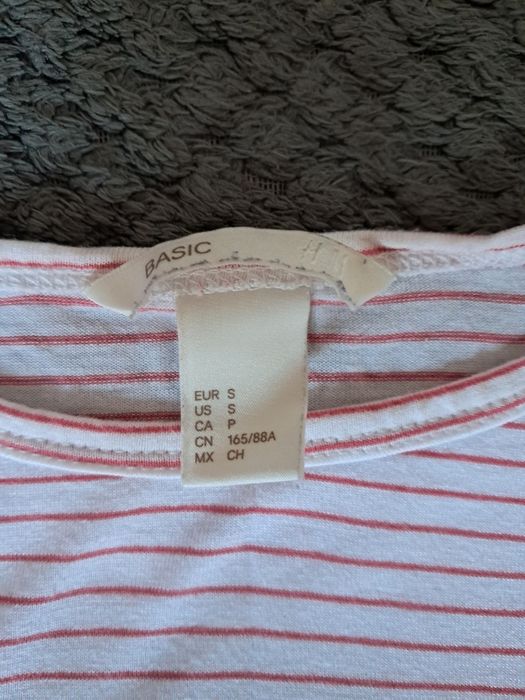 BASIC
EUR S
US S
CA P
CN 165/88A
MX CH